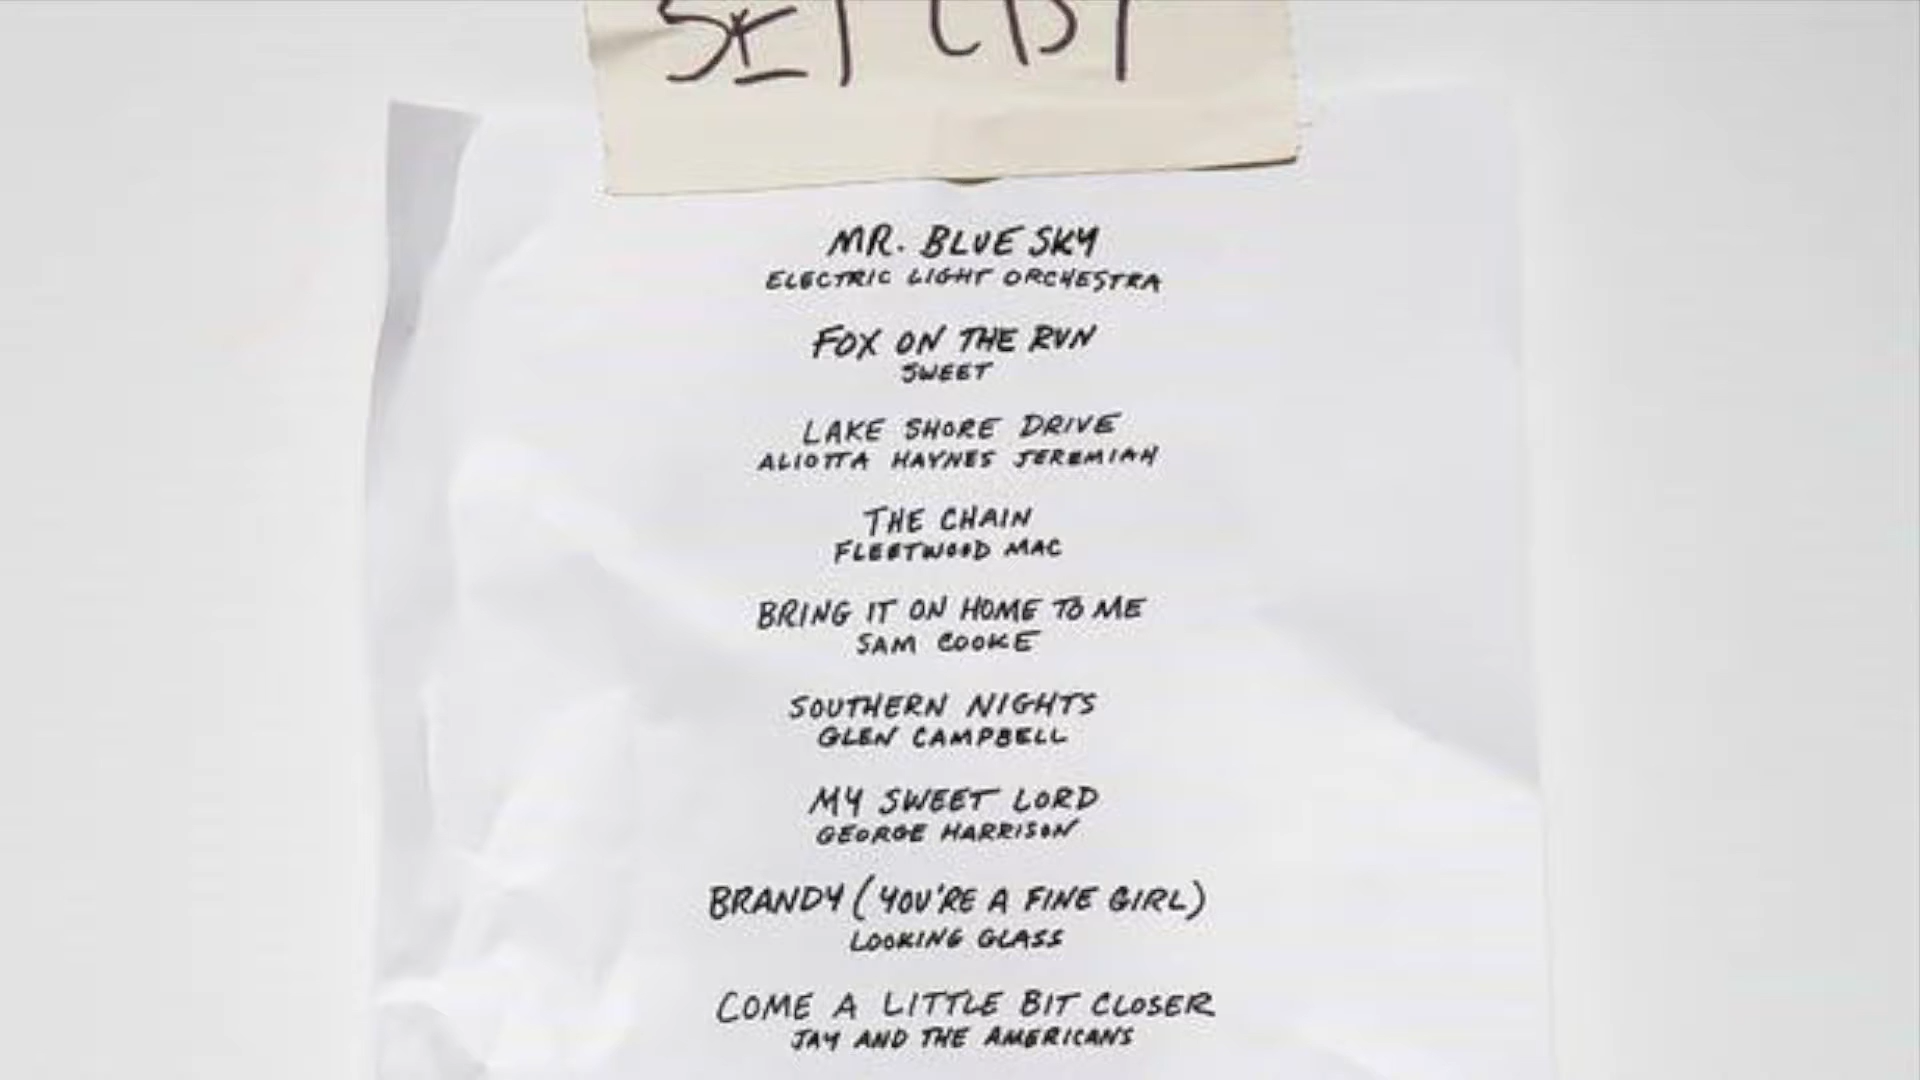 SET LIST
MR. BLUE SKY
ELECTRIC LIGHT ORCHESTRA
FOX ON THE RUN
SWEET
LAKE SHORE DRIVE
ALIOTTA HAYNES JEREMIAH
THE CHAIN
FLEETWOOD MAC
BRING IT ON HOME TO ME
SAM COOKE
SOUTHERN NIGHTS
GLEN CAMPBELL
MY SWEET LORD
GEORGE HARRISON
BRANDY (YOU'RE A FINE GIRL)
LOOKING GLASS
COME A LITTLE BIT CLOSER
JAY AND THE AMERICANS